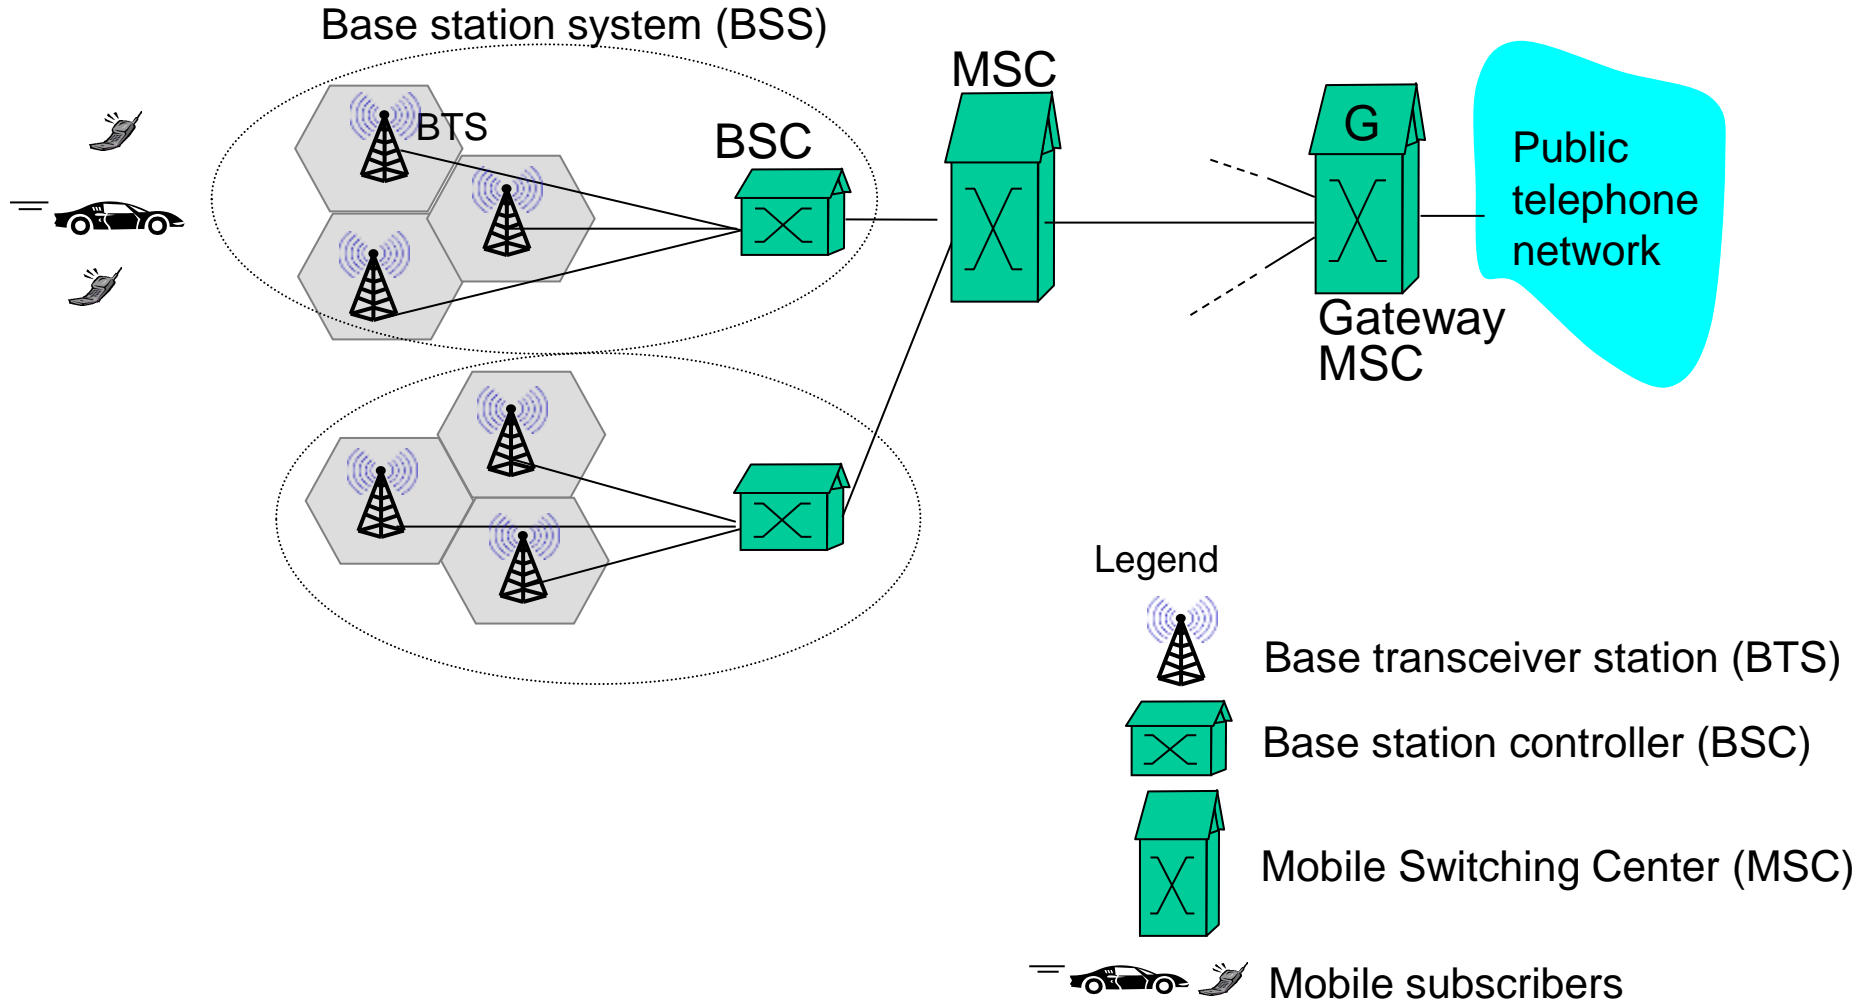 Base station system (BSS)
MSC
BTS
BSC
G
Public
telephone
network
Gateway
MSC
Legend
Base transceiver station (BTS)
Base station controller (BSC)
Mobile Switching Center (MSC)
Mobile subscribers